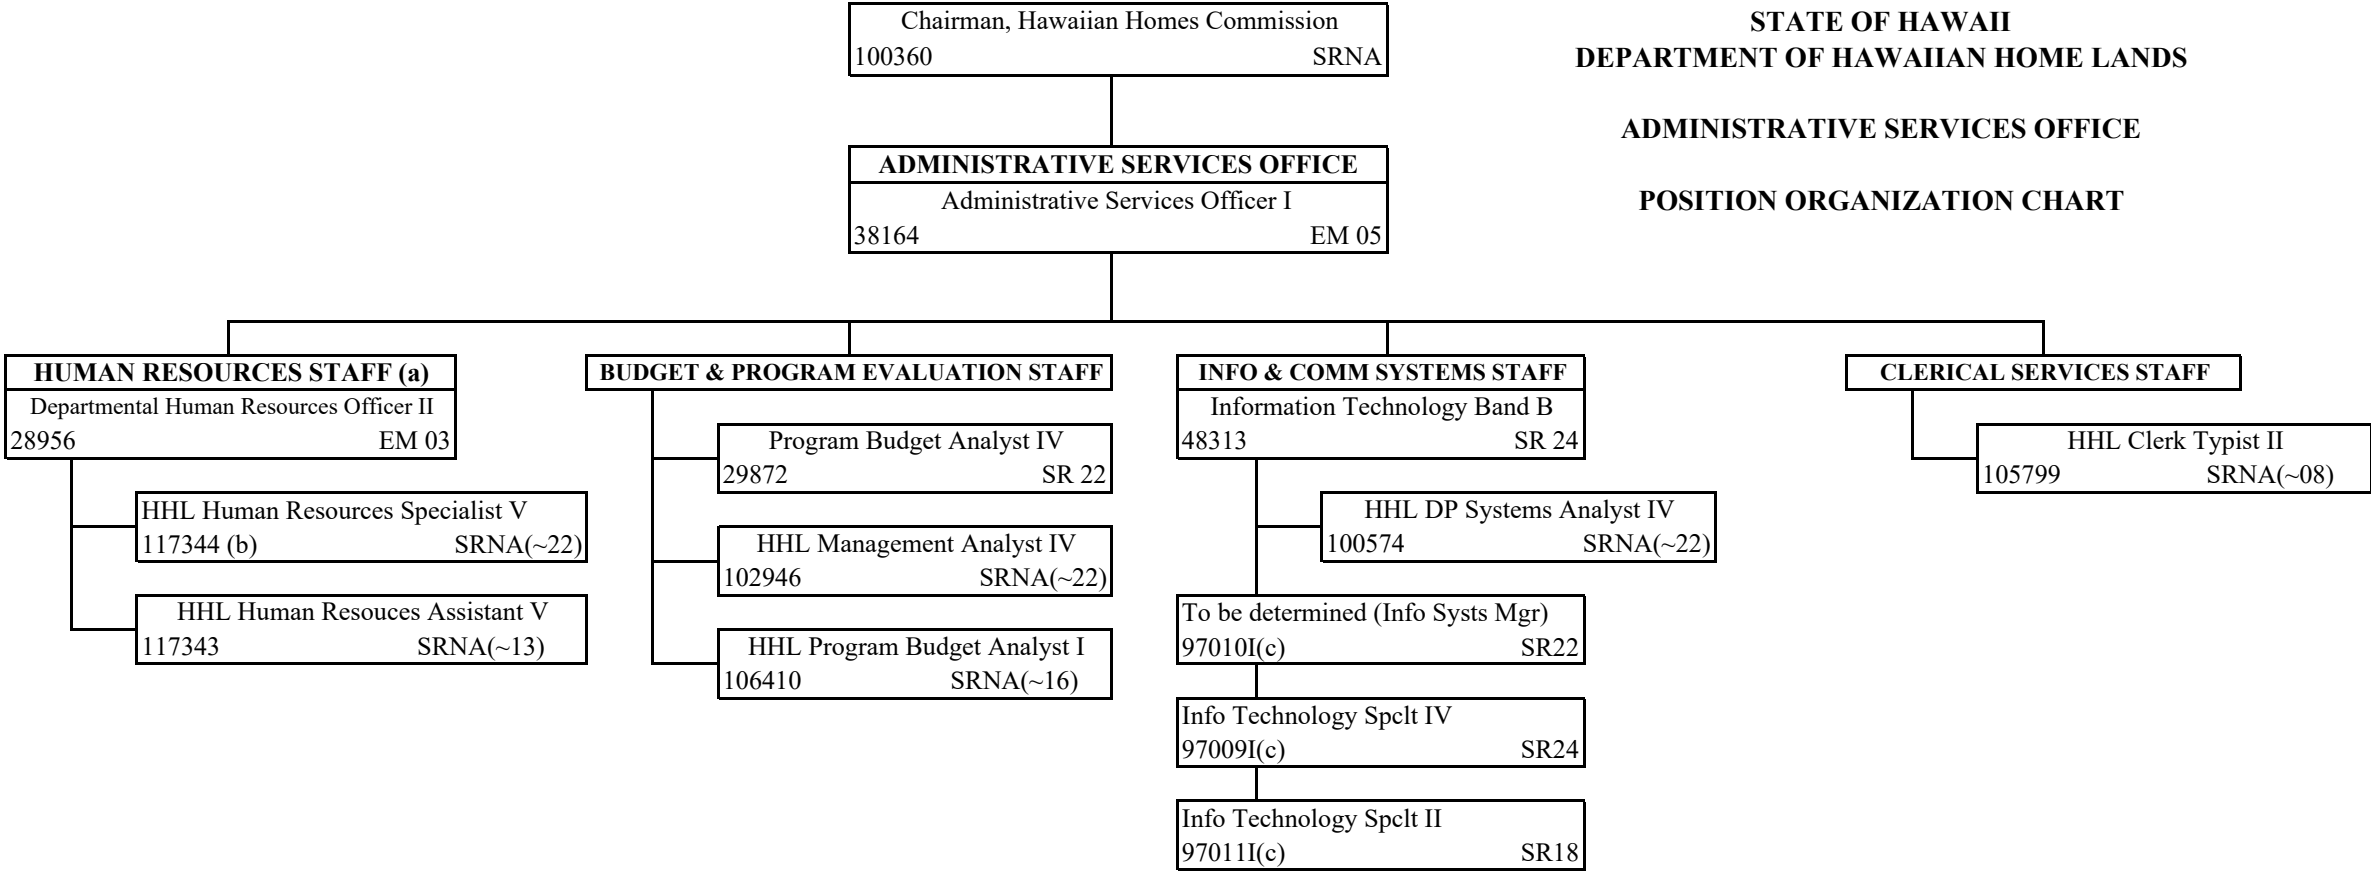 Chairman, Hawaiian Homes Commission
100360 SRNA
STATE OF HAWAII
DEPARTMENT OF HAWAIIAN HOME LANDS
ADMINISTRATIVE SERVICES OFFICE
POSITION ORGANIZATION CHART
ADMINISTRATIVE SERVICES OFFICE
Administrative Services Officer I
38164 EM 05
HUMAN RESOURCES STAFF (a)
Departmental Human Resources Officer II
28956 EM 03
HHL Human Resources Specialist V
117344 (b) SRNA(~22)
HHL Human Resouces Assistant V
117343 SRNA(~13)
BUDGET & PROGRAM EVALUATION STAFF
Program Budget Analyst IV
29872 SR 22
HHL Management Analyst IV
102946 SRNA(~22)
HHL Program Budget Analyst I
106410 SRNA(~16)
INFO & COMM SYSTEMS STAFF
Information Technology Band B
48313 SR 24
HHL DP Systems Analyst IV
100574 SRNA(~22)
To be determined (Info Systs Mgr)
97010I(c) SR22
Info Technology Spclt IV
97009I(c) SR24
Info Technology Spclt II
97011I(c) SR18
CLERICAL SERVICES STAFF
HHL Clerk Typist II
105799 SRNA(~08)